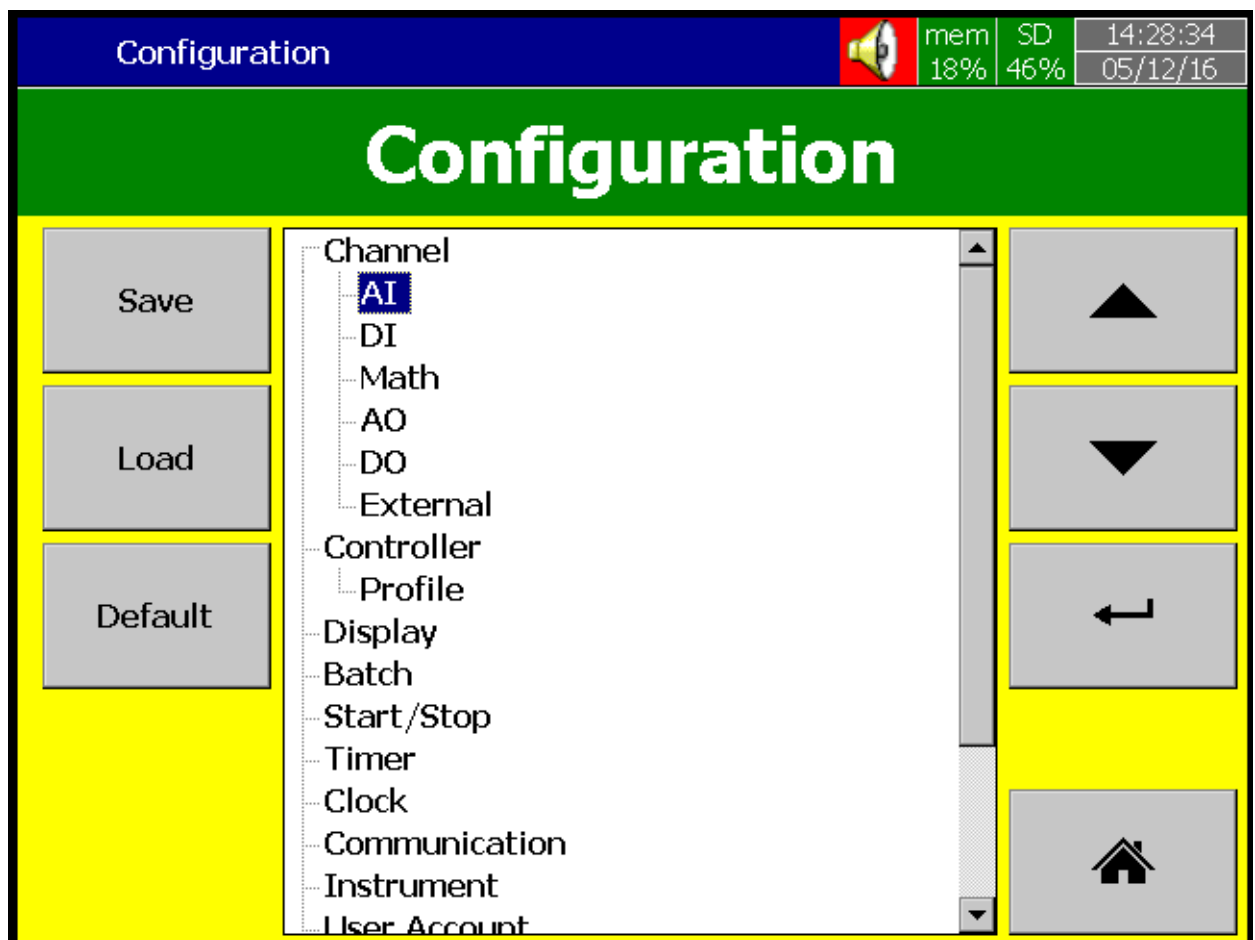 Configuration
mem SD 14:28:34
18% 46% 05/12/16
Configuration
Save
Load
Default
Channel
AI
DI
Math
AO
DO
External
Controller
Profile
Display
Batch
Start/Stop
Timer
Clock
Communication
Instrument
User Account